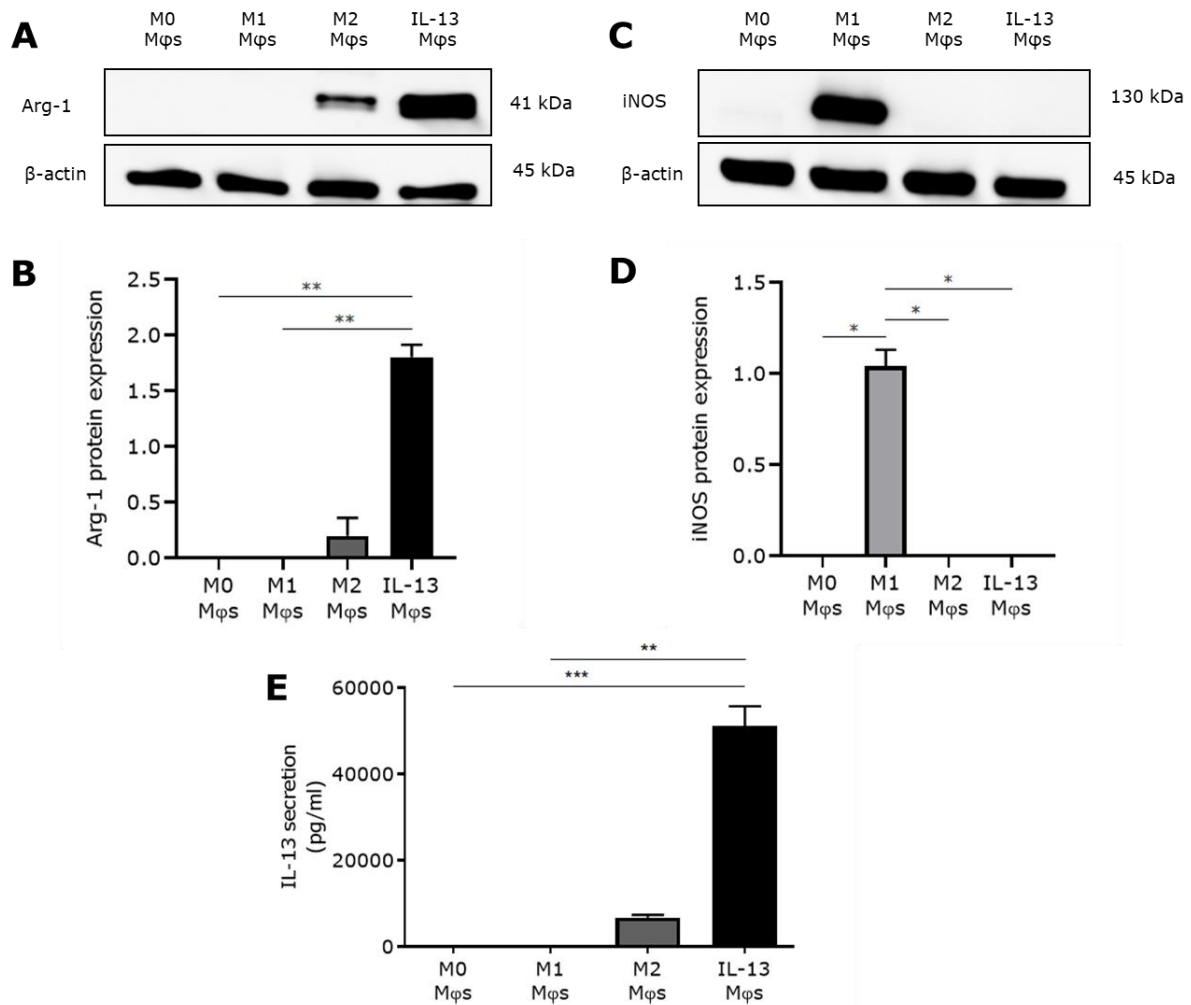 A
M0 M1 M2 IL-13
Mφs Mφs Mφs Mφs
Arg-1 41 kDa
β-actin 45 kDa
C
M0 M1 M2 IL-13
Mφs Mφs Mφs Mφs
iNOS 130 kDa
β-actin 45 kDa
B
Arg-1 protein expression
2.5
2.0
1.5
1.0
0.5
0.0
**
**
M0 M1 M2 IL-13
Mφs Mφs Mφs Mφs
D
iNOS protein expression
1.5
1.0
0.5
0.0
*
*
*
M0 M1 M2 IL-13
Mφs Mφs Mφs Mφs
E
IL-13 secretion
(pg/ml)
60000
40000
20000
0
**
***
M0 M1 M2 IL-13
Mφs Mφs Mφs Mφs